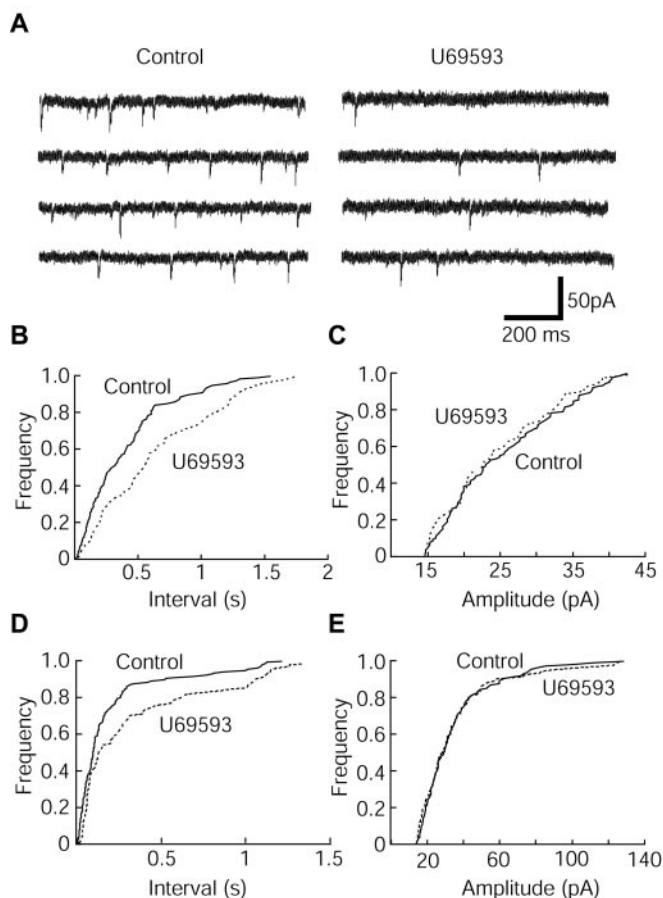 A
Control
U69593
50pA
200 ms
B
Frequency
1.0
0.8
0.6
0.4
0.2
0
Control
U69593
0.5
1
1.5
2
Interval (s)
C
Frequency
1.0
0.8
0.6
0.4
0.2
0
U69593
Control
15
25
35
45
Amplitude (pA)
D
Frequency
1.0
0.8
0.6
0.4
0.2
0
Control
U69593
0.5
1
1.5
Interval (s)
E
Frequency
1.0
0.8
0.6
0.4
0.2
0
Control
U69593
20
60
100
140
Amplitude (pA)